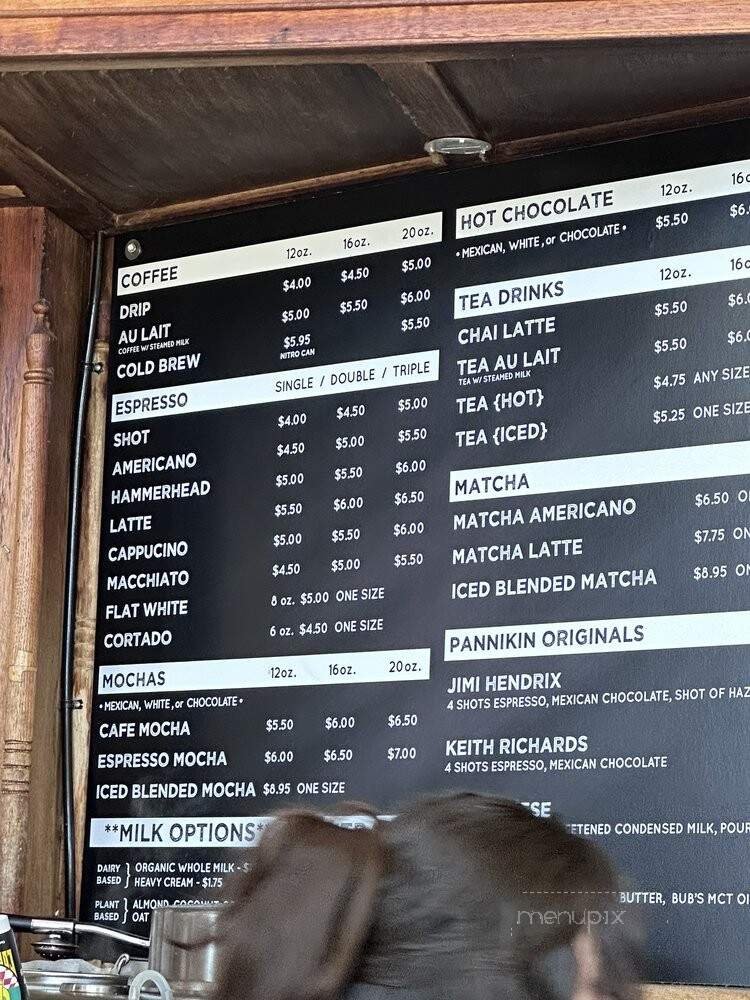 COFFEE 12oz. 16oz. 20oz.
DRIP $4.00 $4.50 $5.00
AU LAIT $5.00 $5.50 $6.00
COFFEE W/ STEAMED MILK
COLD BREW $5.95 $5.50
NITRO CAN
ESPRESSO SINGLE / DOUBLE / TRIPLE
SHOT $4.00 $4.50 $5.00
AMERICANO $4.50 $5.00 $5.50
HAMMERHEAD $5.00 $5.50 $6.00
LATTE $5.50 $6.00 $6.50
CAPPUCINO $5.00 $5.50 $6.00
MACCHIATO $4.50 $5.00 $5.50
FLAT WHITE 8 oz. $5.00 ONE SIZE
CORTADO 6 oz. $4.50 ONE SIZE
MOCHAS 12oz. 16oz. 20oz.
• MEXICAN, WHITE, or CHOCOLATE •
CAFE MOCHA $5.50 $6.00 $6.50
ESPRESSO MOCHA $6.00 $6.50 $7.00
ICED BLENDED MOCHA $8.95 ONE SIZE
**MILK OPTIONS*
DAIRY BASED } ORGANIC WHOLE MILK - $
HEAVY CREAM - $1.75
PLANT BASED } ALMOND, COCONUT
OAT
HOT CHOCOLATE 12oz.
• MEXICAN, WHITE, or CHOCOLATE • $5.50
TEA DRINKS 12oz.
CHAI LATTE $5.50
TEA AU LAIT $5.50
TEA W/ STEAMED MILK
TEA {HOT} $4.75 ANY SIZE
TEA {ICED} $5.25 ONE SIZE
MATCHA
MATCHA AMERICANO $6.50
MATCHA LATTE $7.75
ICED BLENDED MATCHA $8.95
PANNIKIN ORIGINALS
JIMI HENDRIX
4 SHOTS ESPRESSO, MEXICAN CHOCOLATE, SHOT OF HAZ
KEITH RICHARDS
4 SHOTS ESPRESSO, MEXICAN CHOCOLATE
ESE
CONDENSED MILK, POUR
BUTTER, BUB'S MCT
menupix